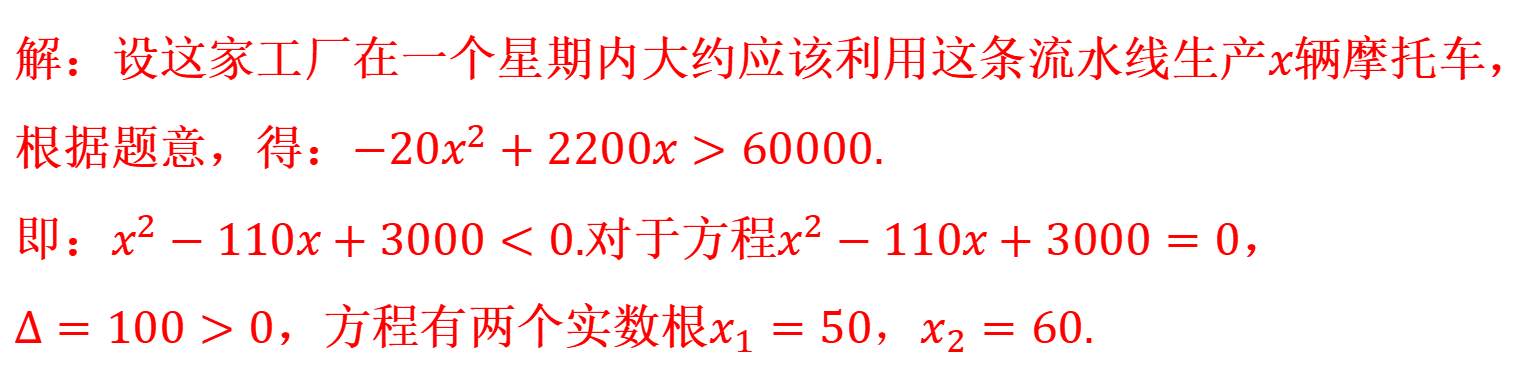 解：设这家工厂在一个星期内大约应该利用这条流水线生产x辆摩托车，
根据题意，得：−20x² + 2200x > 60000.
即：x² − 110x + 3000 < 0.对于方程x² − 110x + 3000 = 0，
Δ = 100 > 0，方程有两个实数根x₁ = 50，x₂ = 60.